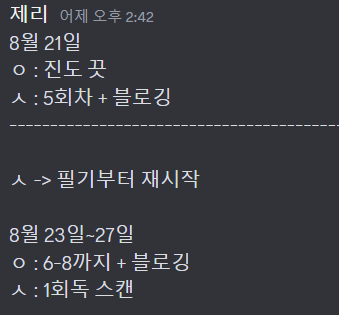 제리 어제 오후 2:42
8월 21일
ㅇ : 진도 끗
ㅅ : 5회차 + 블로깅
----------------------------------------
ㅅ -> 필기부터 재시작
8월 23일~27일
ㅇ : 6-8까지 + 블로깅
ㅅ : 1회독 스캔